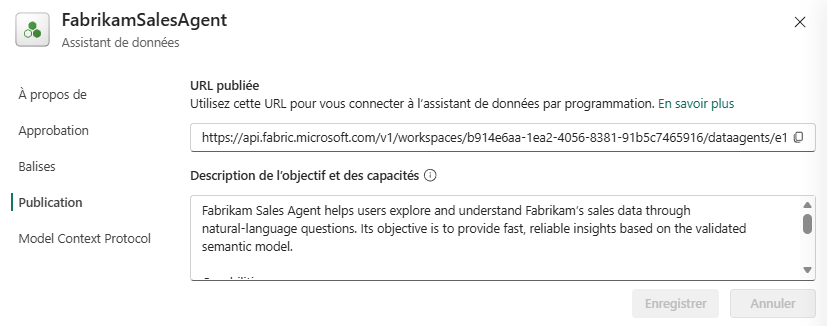 FabrikamSalesAgent
Assistant de données
À propos de
Approbation
Balises
Publication
Model Context Protocol
URL publiée
Utilisez cette URL pour vous connecter à l’assistant de données par programmation. En savoir plus
https://api.fabric.microsoft.com/v1/workspaces/b914e6aa-1ea2-4056-8381-91b5c7465916/dataagents/e1
Description de l’objectif et des capacités
Fabrikam Sales Agent helps users explore and understand Fabrikam’s sales data through
natural-language questions. Its objective is to provide fast, reliable insights based on the validated
semantic model.
Enregistrer
Annuler